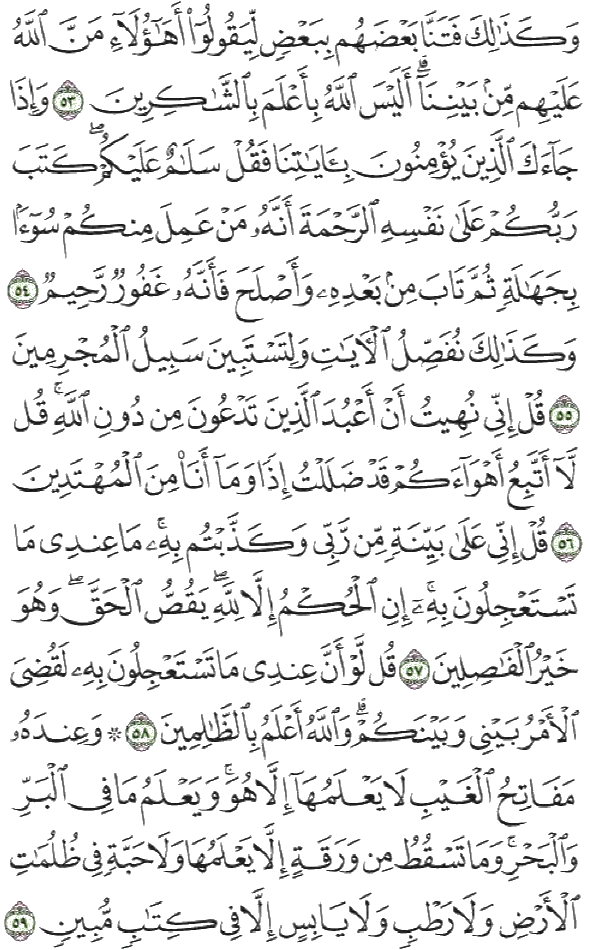 وَكَذَٰلِكَ فَتَنَّا بَعْضَهُم بِبَعْضٍ لِّيَقُولُوٓا۟ أَهَـٰٓؤُلَآءِ مَنَّ ٱللَّهُ
عَلَيْهِم مِّنۢ بَيْنِنَآ ۗ أَلَيْسَ ٱللَّهُ بِأَعْلَمَ بِٱلشَّـٰكِرِينَ ٥٣ وَإِذَا
جَآءَكَ ٱلَّذِينَ يُؤْمِنُونَ بِـَٔايَـٰتِنَا فَقُلْ سَلَـٰمٌ عَلَيْكُمْ ۖ كَتَبَ
رَبُّكُمْ عَلَىٰ نَفْسِهِ ٱلرَّحْمَةَ أَنَّهُۥ مَنْ عَمِلَ مِنكُمْ سُوٓءًۢا
بِجَهَـٰلَةٍ ثُمَّ تَابَ مِنۢ بَعْدِهِۦ وَأَصْلَحَ فَأَنَّهُۥ غَفُورٌ رَّحِيمٌ ٥٤
وَكَذَٰلِكَ نُفَصِّلُ ٱلْـَٔايَـٰتِ وَلِتَسْتَبِينَ سَبِيلُ ٱلْمُجْرِمِينَ
٥٥ قُلْ إِنِّى نُهِيتُ أَنْ أَعْبُدَ ٱلَّذِينَ تَدْعُونَ مِن دُونِ ٱللَّهِ ۚ قُل
لَّآ أَتَّبِعُ أَهْوَآءَكُمْ ۙ قَدْ ضَلَلْتُ إِذًا وَمَآ أَنَا۠ مِنَ ٱلْمُهْتَدِينَ
٥٦ قُلْ إِنِّى عَلَىٰ بَيِّنَةٍ مِّن رَّبِّى وَكَذَّبْتُم بِهِۦ ۚ مَا عِندِى مَا
تَسْتَعْجِلُونَ بِهِۦٓ ۚ إِنِ ٱلْحُكْمُ إِلَّا لِلَّهِ ۖ يَقُصُّ ٱلْحَقَّ ۖ وَهُوَ
خَيْرُ ٱلْفَـٰصِلِينَ ٥٧ قُل لَّوْ أَنَّ عِندِى مَا تَسْتَعْجِلُونَ بِهِۦ لَقُضِىَ
ٱلْأَمْرُ بَيْنِى وَبَيْنَكُمْ ۗ وَٱللَّهُ أَعْلَمُ بِٱلظَّـٰلِمِينَ ٥٨ ۞ وَعِندَهُۥ
مَفَاتِحُ ٱلْغَيْبِ لَا يَعْلَمُهَآ إِلَّا هُوَ ۚ وَيَعْلَمُ مَا فِى ٱلْبَرِّ
وَٱلْبَحْرِ ۚ وَمَا تَسْقُطُ مِن وَرَقَةٍ إِلَّا يَعْلَمُهَا وَلَا حَبَّةٍ فِى ظُلُمَـٰتِ
ٱلْأَرْضِ وَلَا رَطْبٍ وَلَا يَابِسٍ إِلَّا فِى كِتَـٰبٍ مُّبِينٍ ٥٩